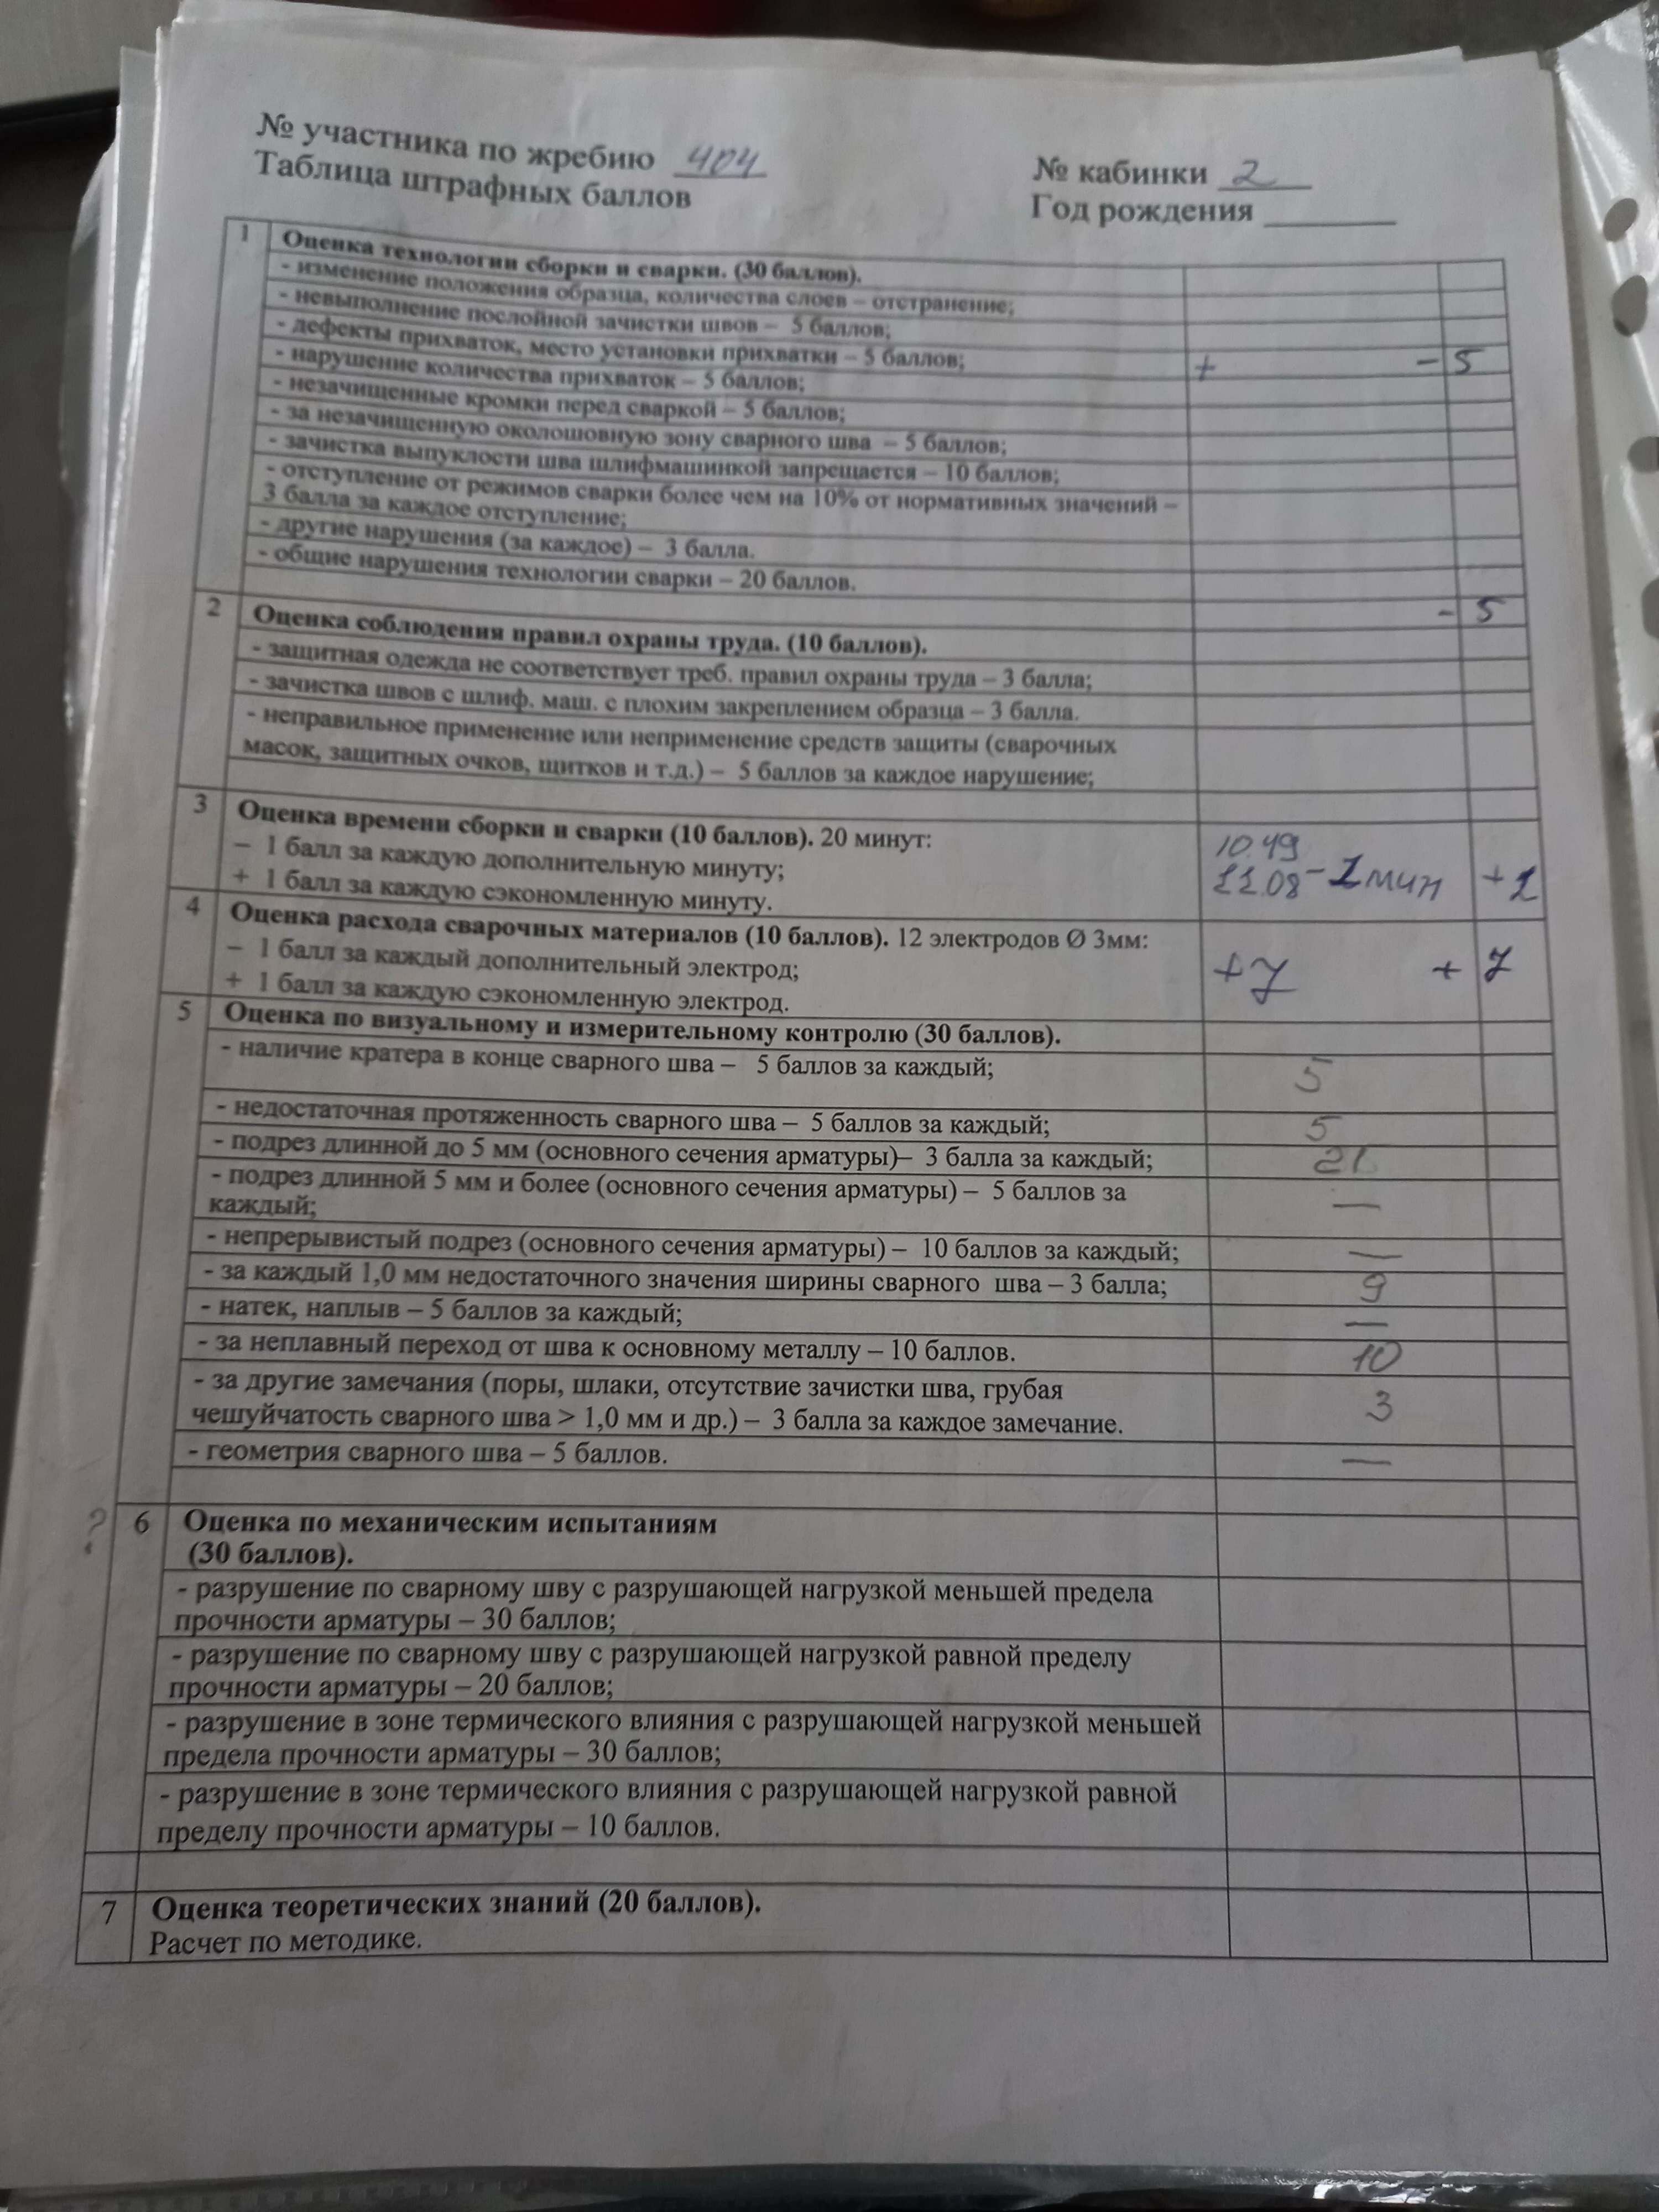 № участника по жребию 404
№ кабинки 2
Таблица штрафных баллов
Год рождения
1 Оценка технологии сборки и сварки. (30 баллов).
- изменение положения образца, количества слоев – отстранение;
- невыполнение послойной зачистки швов – 5 баллов;
- дефекты прихваток, место установки прихватки – 5 баллов; + - 5
- нарушение количества прихваток – 5 баллов;
- незачищенные кромки перед сваркой – 5 баллов;
- за незачищенную околошовную зону сварного шва – 5 баллов;
- зачистка выпуклости шва шлифмашинкой запрещается – 10 баллов;
- отступление от режимов сварки более чем на 10% от нормативных значений –
3 балла за каждое отступление;
- другие нарушения (за каждое) – 3 балла.
- общие нарушения технологии сварки – 20 баллов.
- 5
2 Оценка соблюдения правил охраны труда. (10 баллов).
- защитная одежда не соответствует треб. правил охраны труда – 3 балла;
- зачистка швов с шлиф. маш. с плохим закреплением образца – 3 балла.
- неправильное применение или неприменение средств защиты (сварочных
масок, защитных очков, щитков и т.д.) – 5 баллов за каждое нарушение;
3 Оценка времени сборки и сварки (10 баллов). 20 минут: 10.49
– 1 балл за каждую дополнительную минуту; 11.08 - 1 мин + 1
+ 1 балл за каждую сэкономленную минуту.
4 Оценка расхода сварочных материалов (10 баллов). 12 электродов Ø 3мм:
– 1 балл за каждый дополнительный электрод; +7 + 7
+ 1 балл за каждую сэкономленную электрод.
5 Оценка по визуальному и измерительному контролю (30 баллов).
- наличие кратера в конце сварного шва – 5 баллов за каждый; 5
- недостаточная протяженность сварного шва – 5 баллов за каждый; 5
- подрез длинной до 5 мм (основного сечения арматуры)– 3 балла за каждый;
- подрез длинной 5 мм и более (основного сечения арматуры) – 5 баллов за —
каждый;
- непрерывистый подрез (основного сечения арматуры) – 10 баллов за каждый; —
- за каждый 1,0 мм недостаточного значения ширины сварного шва – 3 балла; 9
- натек, наплыв – 5 баллов за каждый; —
- за неплавный переход от шва к основному металлу – 10 баллов. 10
- за другие замечания (поры, шлаки, отсутствие зачистки шва, грубая 3
чешуйчатость сварного шва > 1,0 мм и др.) – 3 балла за каждое замечание.
- геометрия сварного шва – 5 баллов. —
? 6 Оценка по механическим испытаниям
(30 баллов).
- разрушение по сварному шву с разрушающей нагрузкой меньшей предела
прочности арматуры – 30 баллов;
- разрушение по сварному шву с разрушающей нагрузкой равной пределу
прочности арматуры – 20 баллов;
- разрушение в зоне термического влияния с разрушающей нагрузкой меньшей
предела прочности арматуры – 30 баллов;
- разрушение в зоне термического влияния с разрушающей нагрузкой равной
пределу прочности арматуры – 10 баллов.
7 Оценка теоретических знаний (20 баллов).
Расчет по методике.